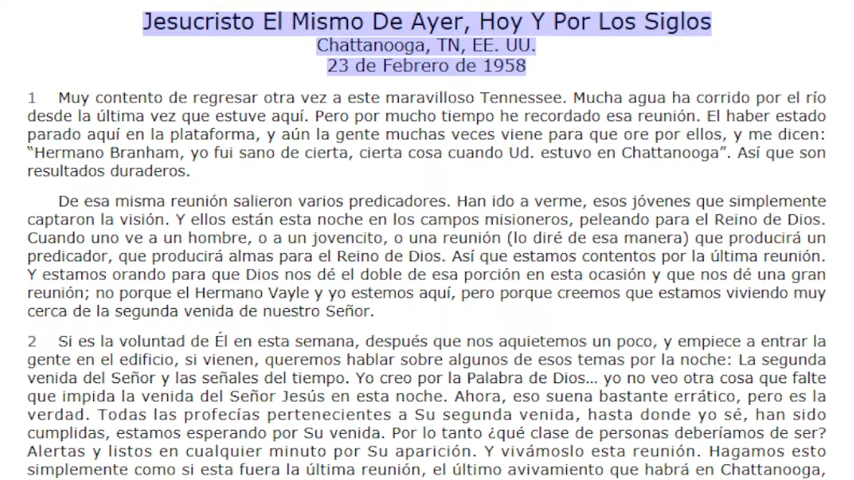 Jesucristo El Mismo De Ayer, Hoy Y Por Los Siglos
Chattanooga, TN, EE. UU.
23 de Febrero de 1958
1 Muy contento de regresar otra vez a este maravilloso Tennessee. Mucha agua ha corrido por el río
desde la última vez que estuve aquí. Pero por mucho tiempo he recordado esa reunión. El haber estado
parado aquí en la plataforma, y aún la gente muchas veces viene para que ore por ellos, y me dicen:
“Hermano Branham, yo fui sano de cierta, cierta cosa cuando Ud. estuvo en Chattanooga”. Así que son
resultados duraderos.
De esa misma reunión salieron varios predicadores. Han ido a verme, esos jóvenes que simplemente
captaron la visión. Y ellos están esta noche en los campos misioneros, peleando para el Reino de Dios.
Cuando uno ve a un hombre, o a un jovencito, o una reunión (lo diré de esa manera) que producirá un
predicador, que producirá almas para el Reino de Dios. Así que estamos contentos por la última reunión.
Y estamos orando para que Dios nos dé el doble de esa porción en esta ocasión y que nos dé una gran
reunión; no porque el Hermano Vayle y yo estemos aquí, pero porque creemos que estamos viviendo muy
cerca de la segunda venida de nuestro Señor.
2 Si es la voluntad de Él en esta semana, después que nos aquietemos un poco, y empiece a entrar la
gente en el edificio, si vienen, queremos hablar sobre algunos de esos temas por la noche: La segunda
venida del Señor y las señales del tiempo. Yo creo por la Palabra de Dios... yo no veo otra cosa que falte
que impida la venida del Señor Jesús en esta noche. Ahora, eso suena bastante errático, pero es la
verdad. Todas las profecías pertenecientes a Su segunda venida, hasta donde yo sé, han sido
cumplidas, estamos esperando por Su venida. Por lo tanto ¿qué clase de personas deberíamos de ser?
Alertas y listos en cualquier minuto por Su aparición. Y vivámoslo esta reunión. Hagamos esto
simplemente como si esta fuera la última reunión, el último avivamiento que habrá en Chattanooga,